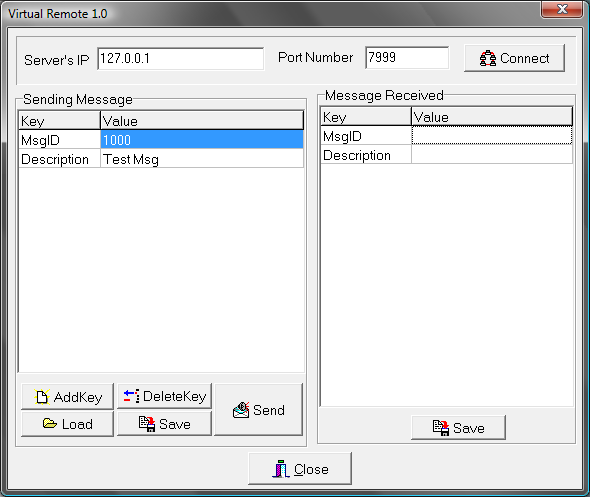 Virtual Remote 1.0
Server's IP 127.0.0.1 Port Number 7999 Connect
Sending Message
Key Value
MsgID 1000
Description Test Msg
AddKey DeleteKey
Load Save
Send
Message Received
Key Value
MsgID
Description
Save
Close